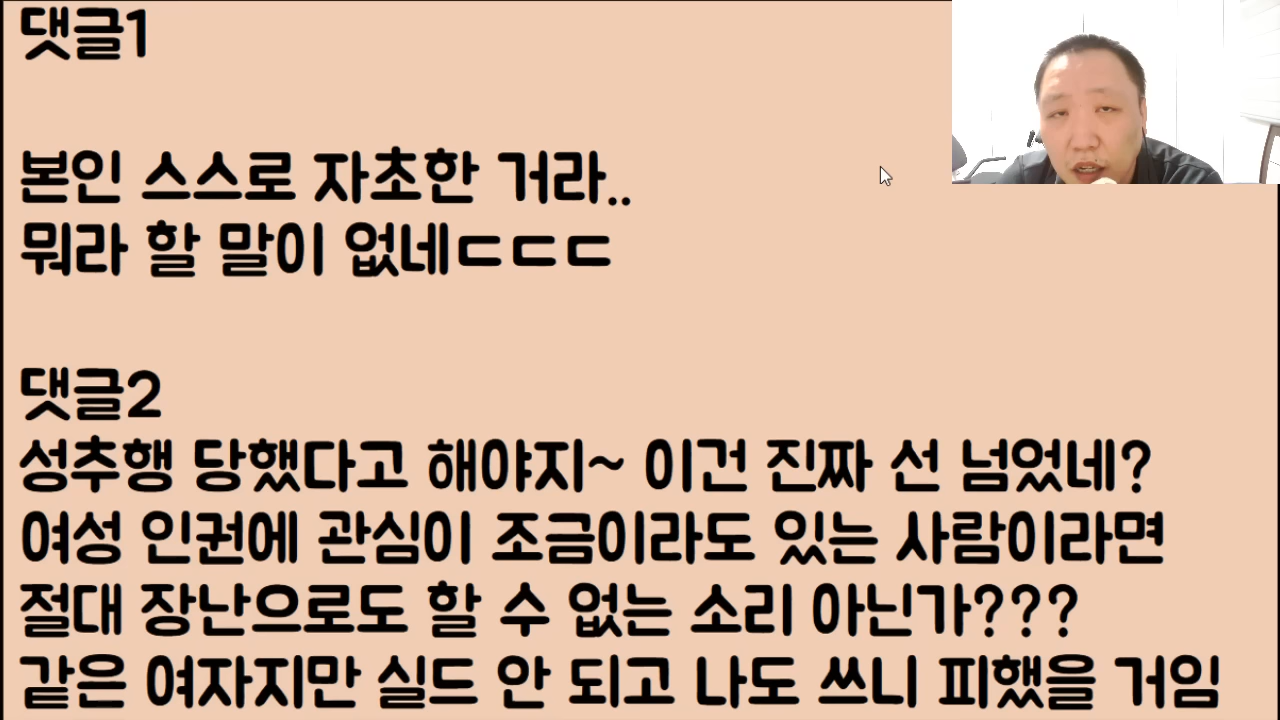 댓글1
본인 스스로 자초한 거라..
뭐라 할 말이 없네ㄷㄷㄷ
댓글2
성추행 당했다고 해야지~ 이건 진짜 선 넘었네?
여성 인권에 관심이 조금이라도 있는 사람이라면
절대 장난으로도 할 수 없는 소리 아닌가???
같은 여자지만 실드 안 되고 나도 쓰니 피했을 거임